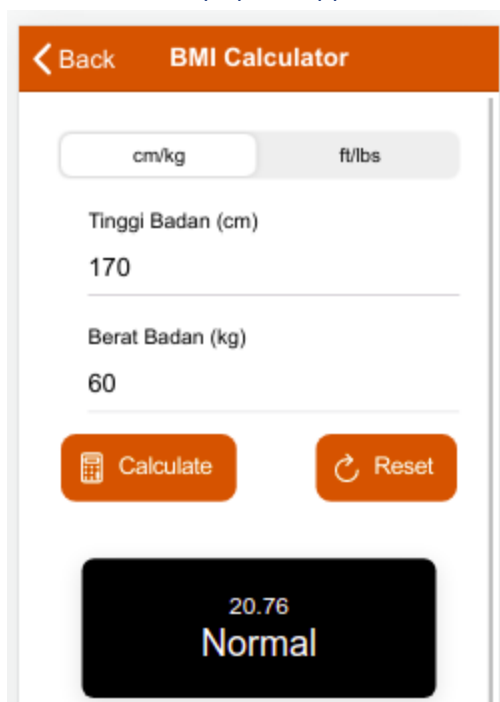 Back BMI Calculator
cm/kg ft/lbs
Tinggi Badan (cm)
170
Berat Badan (kg)
60
Calculate Reset
20.76
Normal